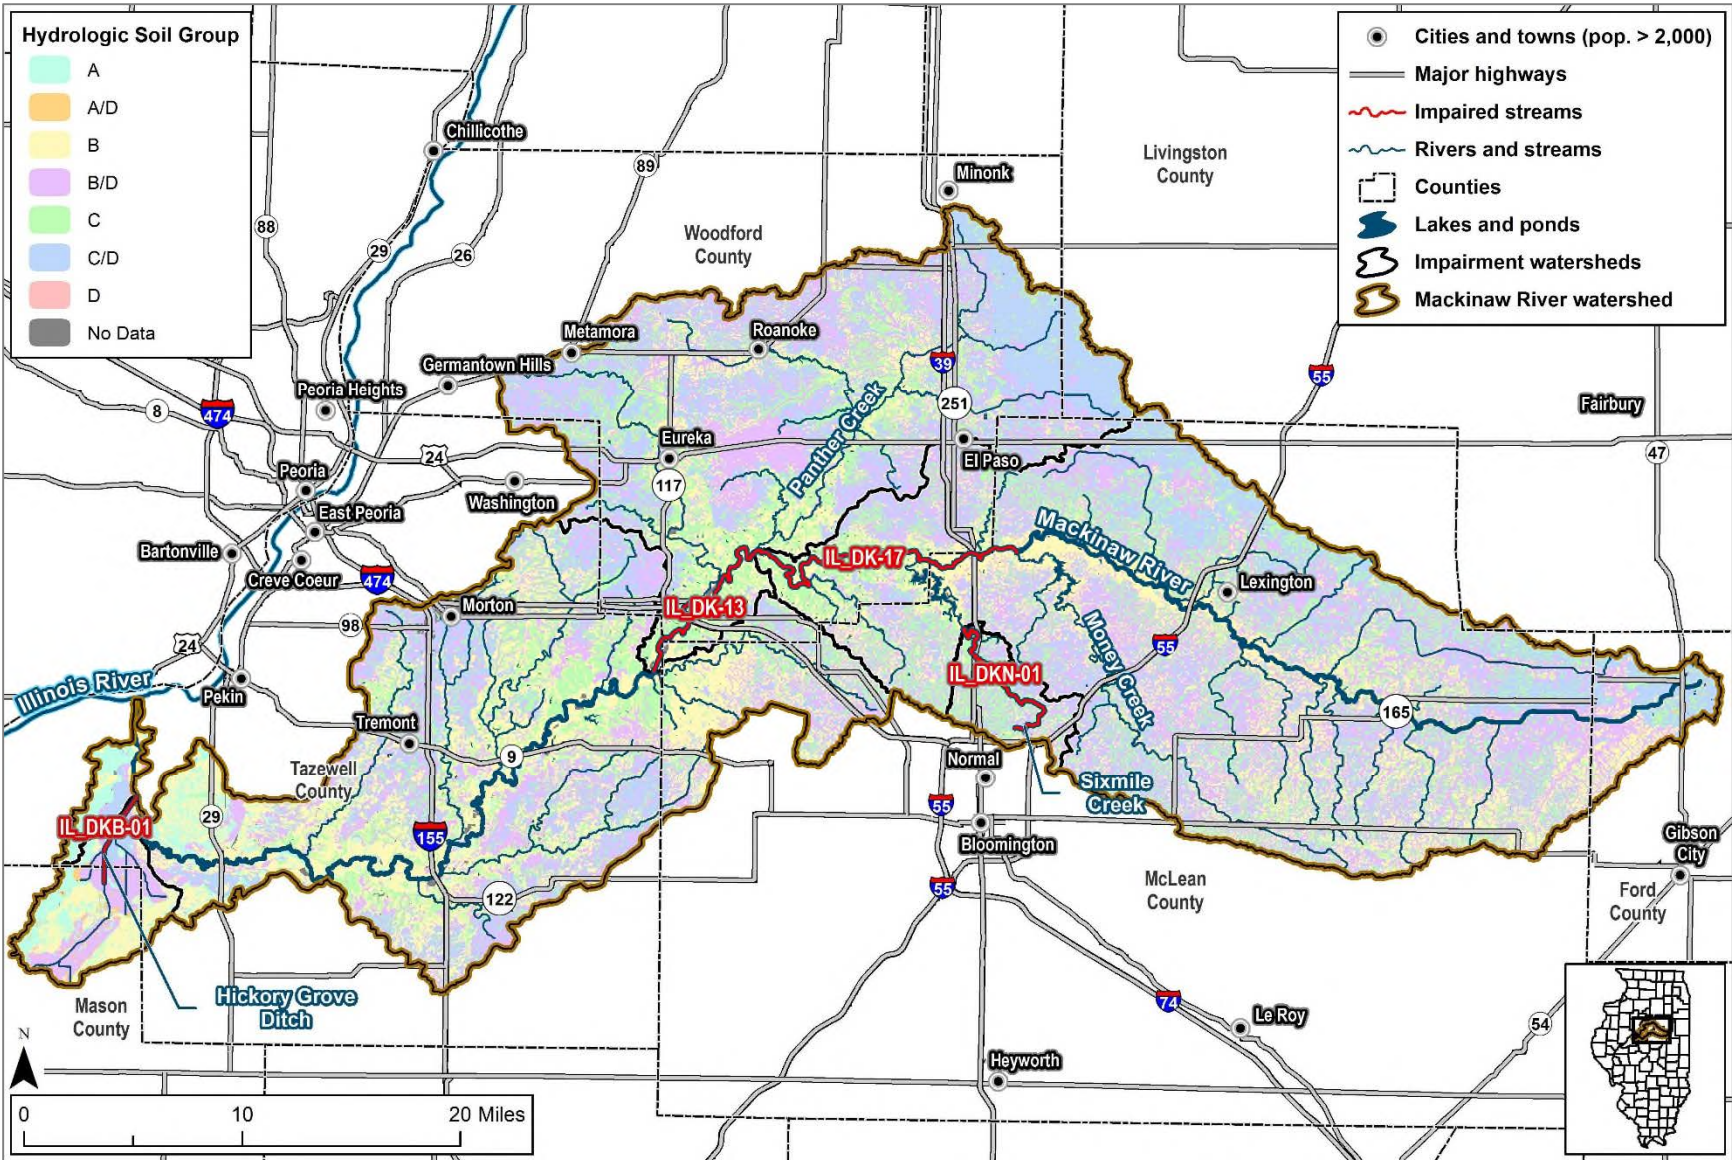 Hydrologic Soil Group
A
A/D
B
B/D
C
C/D
D
No Data
Cities and towns (pop. > 2,000)
Major highways
Impaired streams
Rivers and streams
Counties
Lakes and ponds
Impairment watersheds
Mackinaw River watershed
Chillicothe
89
Livingston
County
Minonk
88
29
26
Woodford
County
Metamora
Roanoke
Germantown Hills
39
55
Peoria Heights
8
474
251
Fairbury
Panther Creek
Eureka
24
El Paso
47
Peoria
117
Washington
East Peoria
Mackinaw River
Bartonville
IL_DK-17
Creve Coeur
474
Lexington
Morton
IL_DK-13
98
24
Money Creek
55
IL_DKN-01
Illinois River
Pekin
165
Tremont
9
Normal
Tazewell
County
Sixmile
Creek
IL_DKB-01
29
55
155
Bloomington
Gibson
City
55
McLean
County
122
Ford
County
Hickory Grove
Ditch
Mason
County
74
Le Roy
54
N
Heyworth
0
10
20 Miles